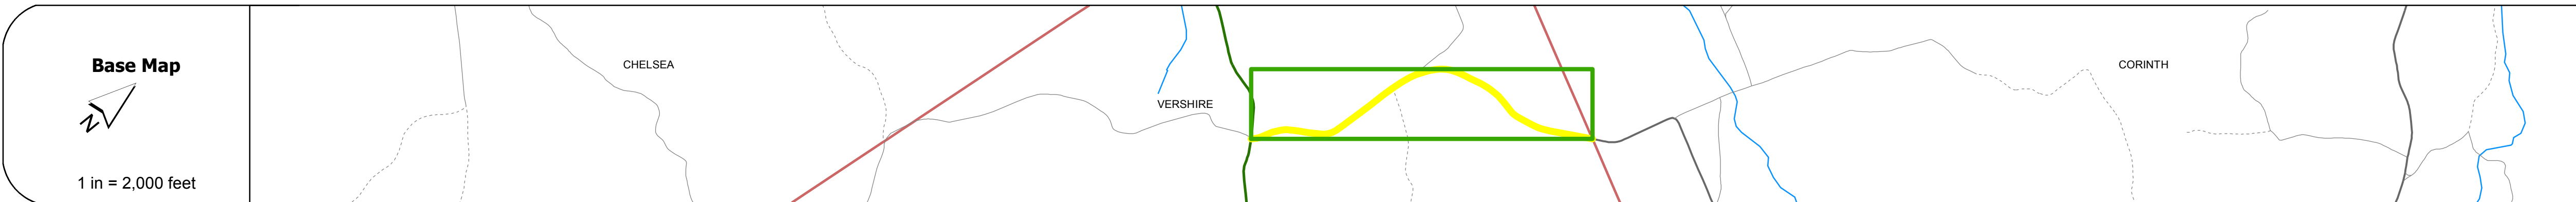 Base Map
N
1 in = 2,000 feet
CHELSEA
VERSHIRE
CORINTH